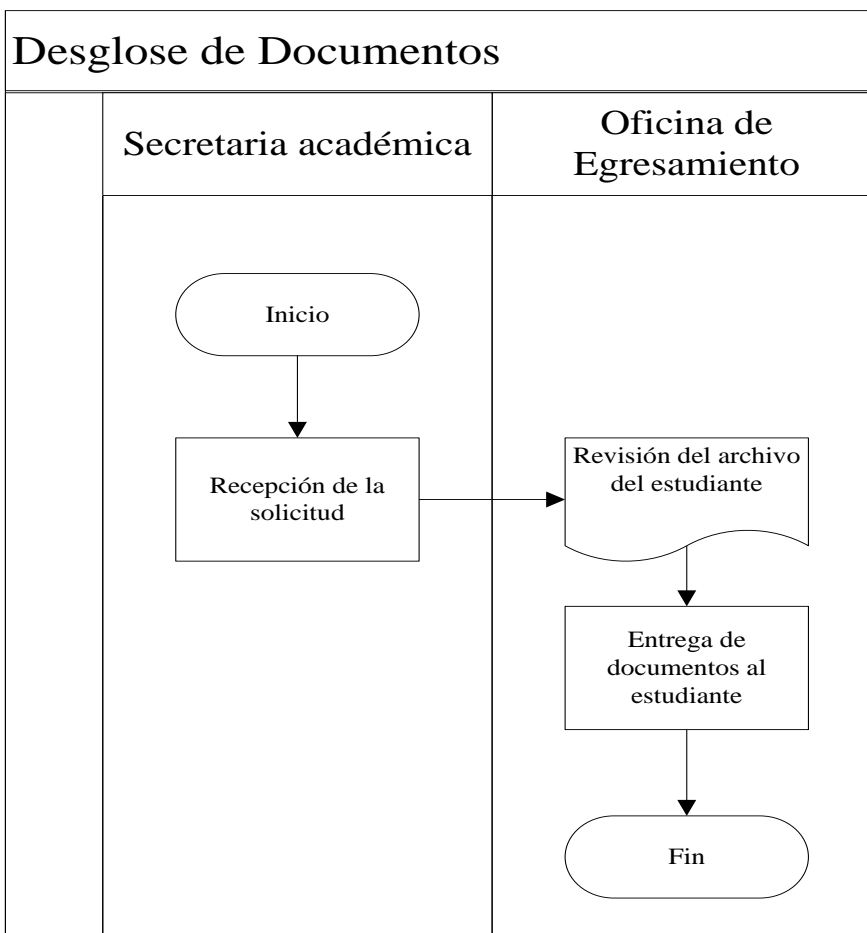 Desglose de Documentos
Secretaria académica
Oficina de
Egresamiento
Inicio
Recepción de la
solicitud
Revisión del archivo
del estudiante
Entrega de
documentos al
estudiante
Fin